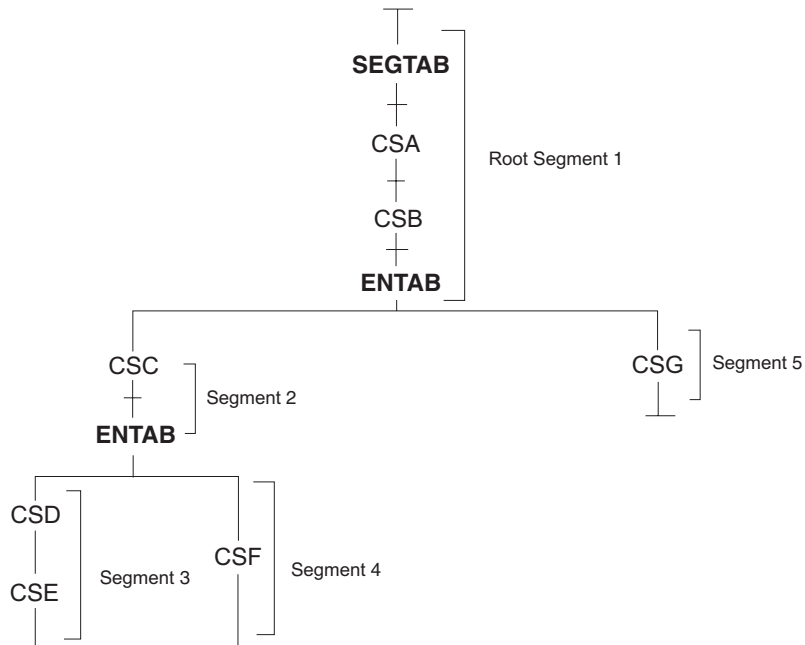 SEGTAB
CSA
Root Segment 1
CSB
ENTAB
CSC
CSG
Segment 5
Segment 2
ENTAB
CSD
CSF
Segment 4
Segment 3
CSE